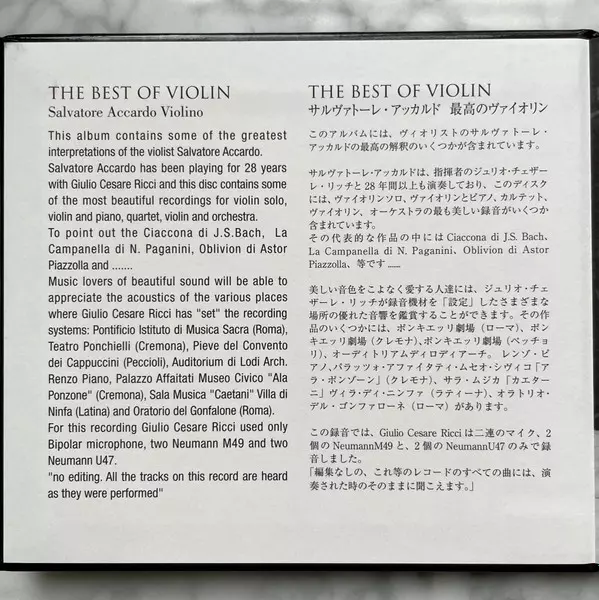 THE BEST OF VIOLIN
Salvatore Accardo Violino
This album contains some of the greatest
interpretations of the violist Salvatore Accardo.
Salvatore Accardo has been playing for 28 years
with Giulio Cesare Ricci and this disc contains some
of the most beautiful recordings for violin solo,
violin and piano, quartet, violin and orchestra.
To point out the Ciaccona di J.S.Bach, La
Campanella di N. Paganini, Oblivion di Astor
Piazzolla and .......
Music lovers of beautiful sound will be able to
appreciate the acoustics of the various places
where Giulio Cesare Ricci has "set" the recording
systems: Pontificio Istituto di Musica Sacra (Roma),
Teatro Ponchielli (Cremona), Pieve del Convento
dei Cappuccini (Peccioli), Auditorium di Lodi Arch.
Renzo Piano, Palazzo Affaitati Museo Civico "Ala
Ponzone" (Cremona), Sala Musica "Caetani" Villa di
Ninfa (Latina) and Oratorio del Gonfalone (Roma).
For this recording Giulio Cesare Ricci used only
Bipolar microphone, two Neumann M49 and two
Neumann U47.
"no editing. All the tracks on this record are heard
as they were performed"
THE BEST OF VIOLIN
サルヴァトーレ・アッカルド 最高のヴァイオリン
このアルバムには、ヴィオリストのサルヴァトーレ・
アッカルドの最高の解釈のいくつかが含まれています。
サルヴァトーレ・アッカルドは、指揮者のジュリオ・チェザー
レ・リッチと 28 年間以上も演奏しており、このディスク
には、ヴァイオリンソロ、ヴァイオリンとピアノ、カルテット、
ヴァイオリン、オーケストラの最も美しい録音がいくつか
含まれています。
その代表的な作品の中には Ciaccona di J.S. Bach、
La Campanella di N. Paganini、Oblivion di Astor
Piazzolla、等です ......
美しい音色をこよなく愛する人達には、ジュリオ・チェ
ザーレ・リッチが録音機材を「設定」したさまざまな
場所の優れた音響を鑑賞することができます。その作
品のいくつかには、ポンキエッリ劇場（ローマ）、ポン
キエッリ劇場（クレモナ）、ポンキエッリ劇場（ペッチョ
リ）、オーディトリアムディロディアーチ。 レンゾ・ピ
アノ、パラッツォ・アファイタティ・ムセオ・シヴィコ「ア
ラ・ポンゾーン」（クレモナ）、サラ・ムジカ「カエター
ニ」ヴィラ・ディ・ニンファ（ラティーナ）、オラトリオ・
デル・ゴンファローネ（ローマ）があります。
この録音では、Giulio Cesare Ricci は二連のマイク、2
個の NeumannM49 と、2 個の NeumannU47 のみで録
音しました。
「編集なしの、これ等のレコードのすべての曲には、演
奏された時のそのままに聞こえます。」